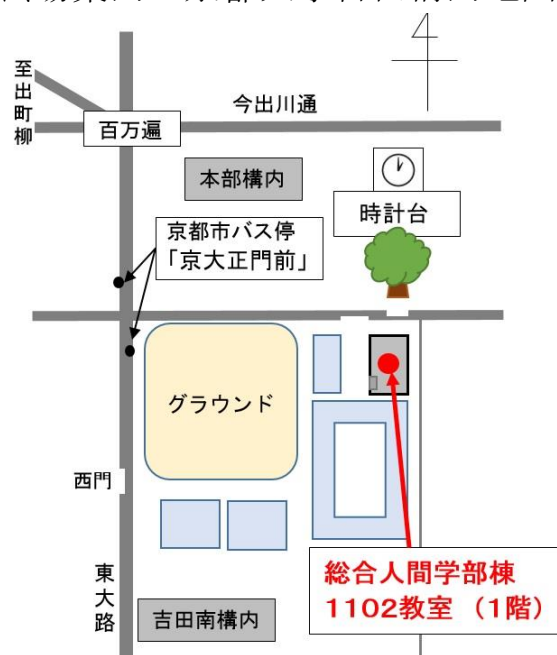 至出町柳
今出川通
百万遍
本部構内
時計台
京都市バス停
「京大正門前」
グラウンド
西門
東大路
吉田南構内
総合人間学部棟
1102教室 (1階)